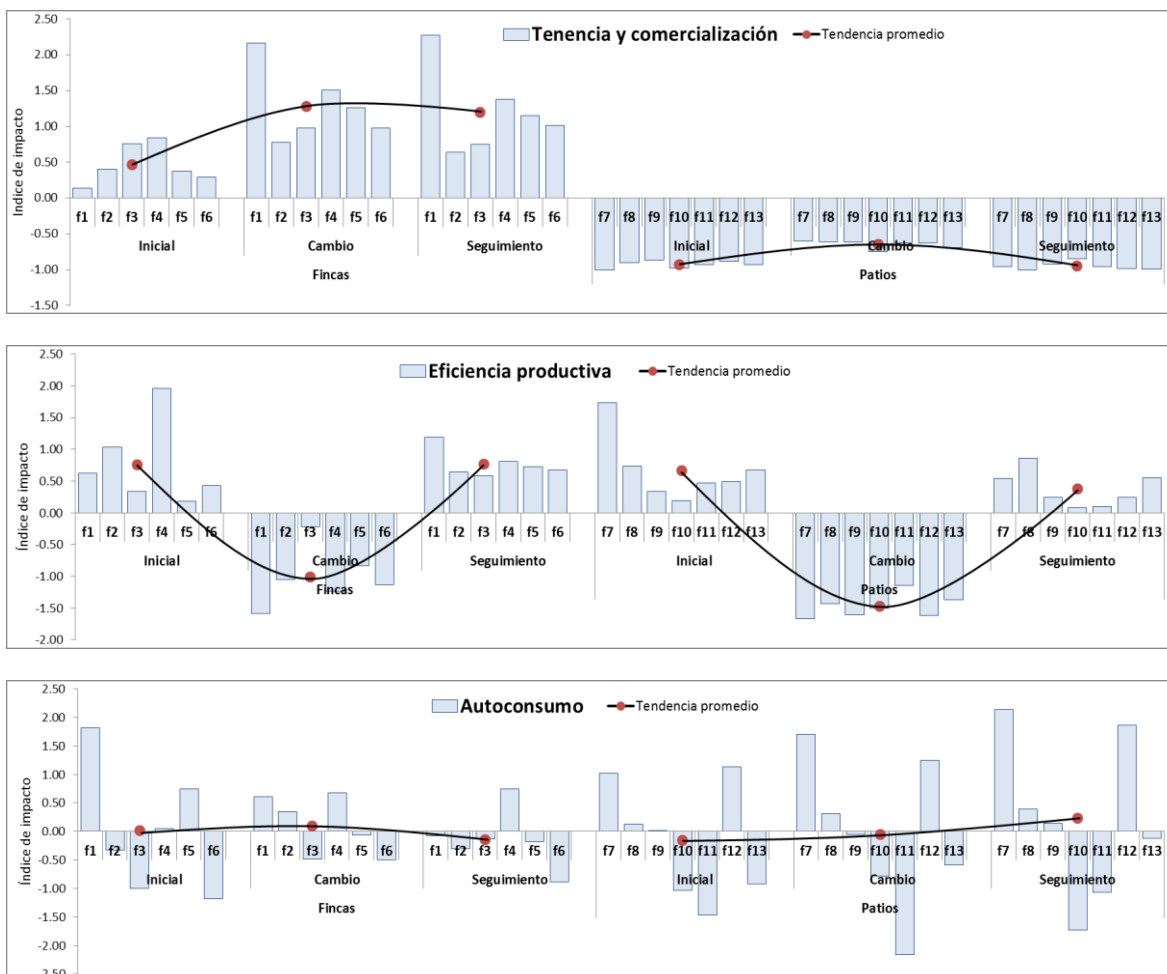 Tenencia y comercialización Tendencia promedio
Indice de impacto
2.50
2.00
1.50
1.00
0.50
0.00
-0.50
-1.00
-1.50
f1 f2 f3 f4 f5 f6 f1 f2 f3 f4 f5 f6 f1 f2 f3 f4 f5 f6 f7 f8 f9 f10 f11 f12 f13 f7 f8 f9 f10 f11 f12 f13 f7 f8 f9 f10 f11 f12 f13
Inicial Cambio Seguimiento Inicial Cambio Seguimiento
Fincas Patios
Eficiencia productiva Tendencia promedio
Índice de impacto
2.50
2.00
1.50
1.00
0.50
0.00
-0.50
-1.00
-1.50
-2.00
f1 f2 f3 f4 f5 f6 f1 f2 f3 f4 f5 f6 f1 f2 f3 f4 f5 f6 f7 f8 f9 f10 f11 f12 f13 f7 f8 f9 f10 f11 f12 f13 f7 f8 f9 f10 f11 f12 f13
Inicial Cambio Seguimiento Inicial Cambio Seguimiento
Fincas Patios
Autoconsumo Tendencia promedio
Índice de impacto
2.50
2.00
1.50
1.00
0.50
0.00
-0.50
-1.00
-1.50
-2.00
-2.50
f1 f2 f3 f4 f5 f6 f1 f2 f3 f4 f5 f6 f1 f2 f3 f4 f5 f6 f7 f8 f9 f10 f11 f12 f13 f7 f8 f9 f10 f11 f12 f13 f7 f8 f9 f10 f11 f12 f13
Inicial Cambio Seguimiento Inicial Cambio Seguimiento
Fincas Patios